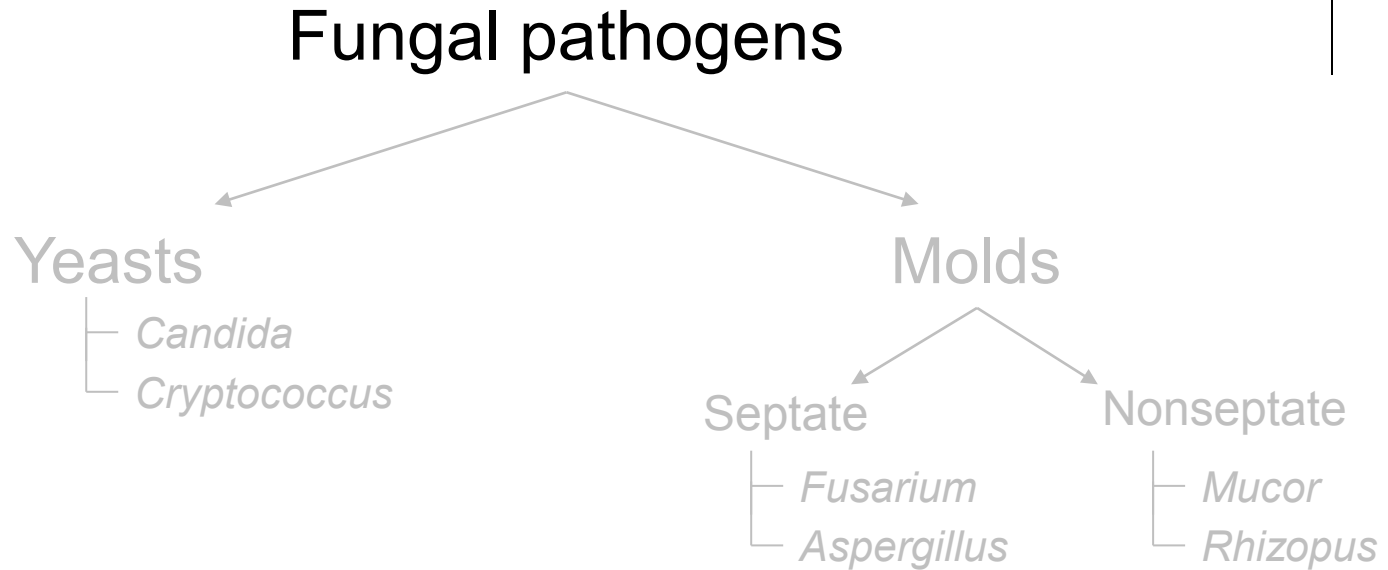 Fungal pathogens
Yeasts
Candida
Cryptococcus
Molds
Septate
Fusarium
Aspergillus
Nonseptate
Mucor
Rhizopus